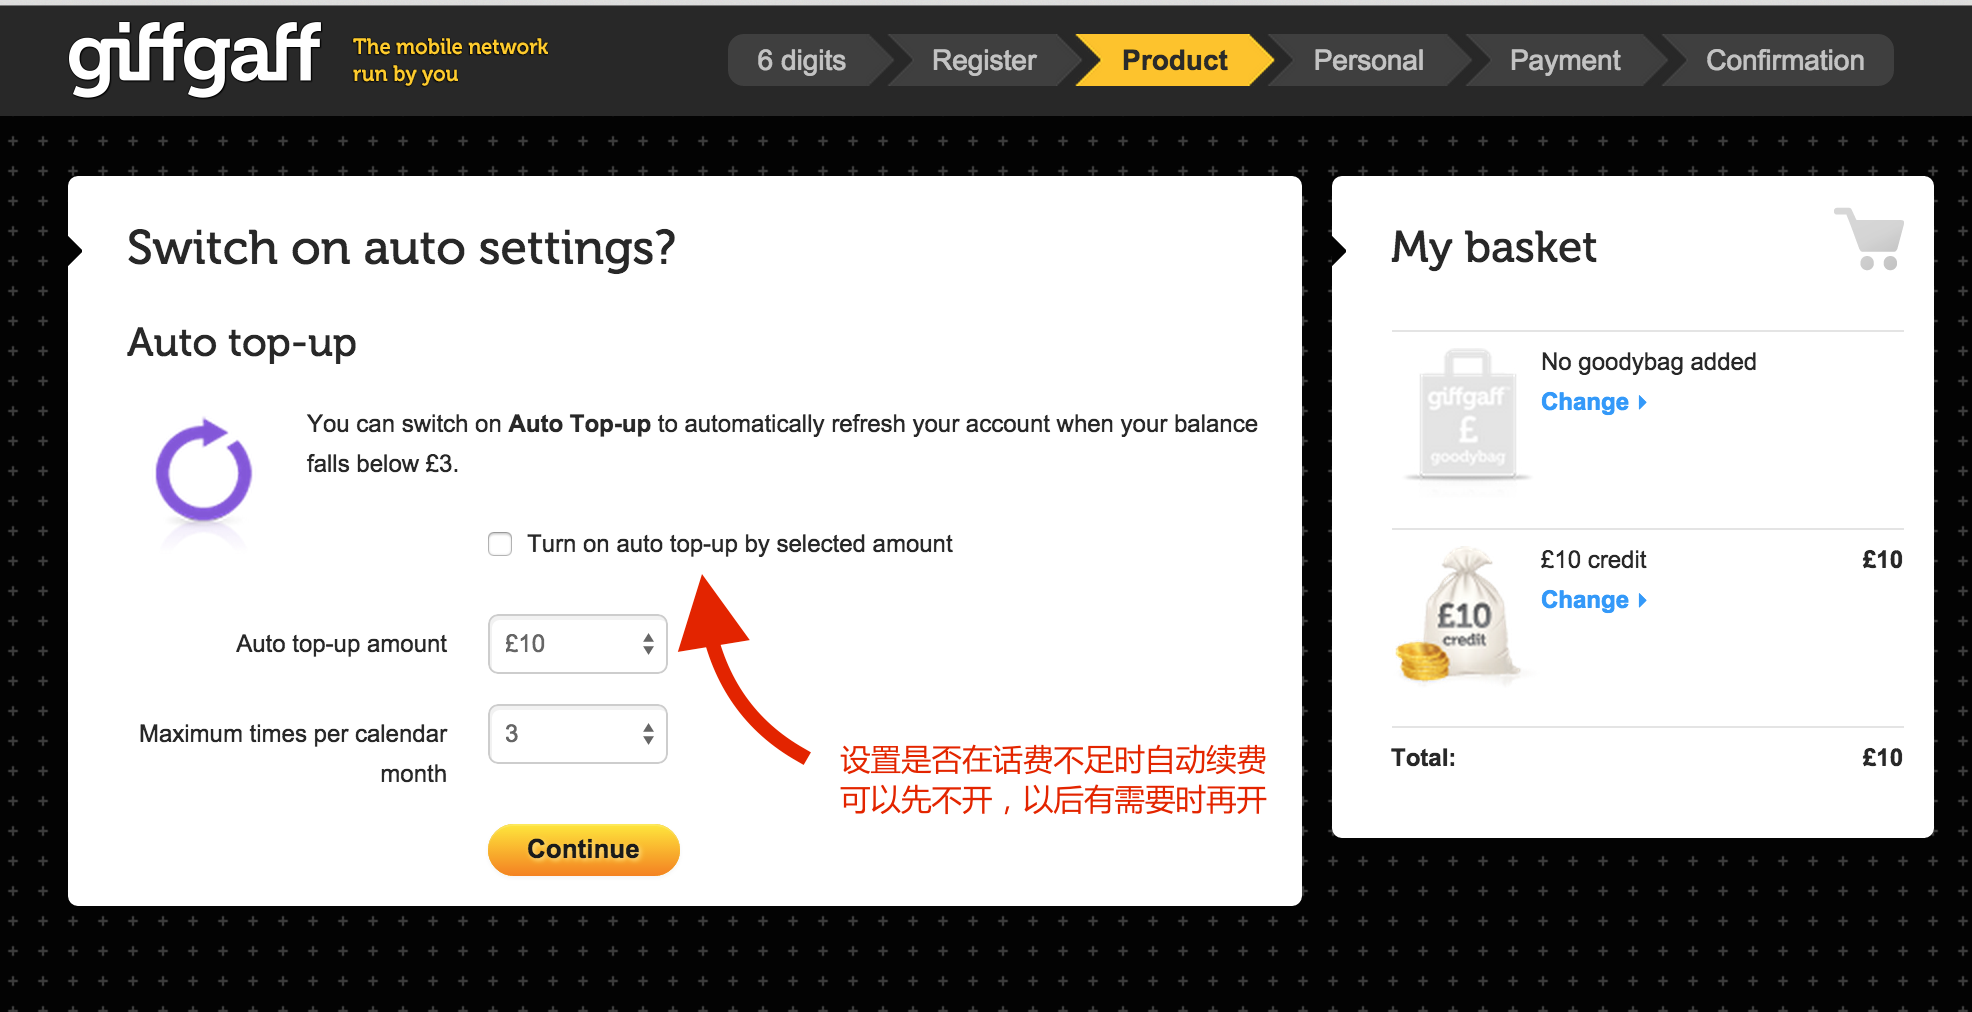 giffgaff
The mobile network
run by you
6 digits
Register
Product
Personal
Payment
Confirmation
Switch on auto settings?
Auto top-up
You can switch on Auto Top-up to automatically refresh your account when your balance
falls below £3.
Turn on auto top-up by selected amount
Auto top-up amount
£10
Maximum times per calendar
month
3
设置是否在话费不足时自动续费
可以先不开，以后有需要时再开
Continue
My basket
giffgaff
£
goodybag
No goodybag added
Change
£10
credit
£10 credit
£10
Change
Total:
£10